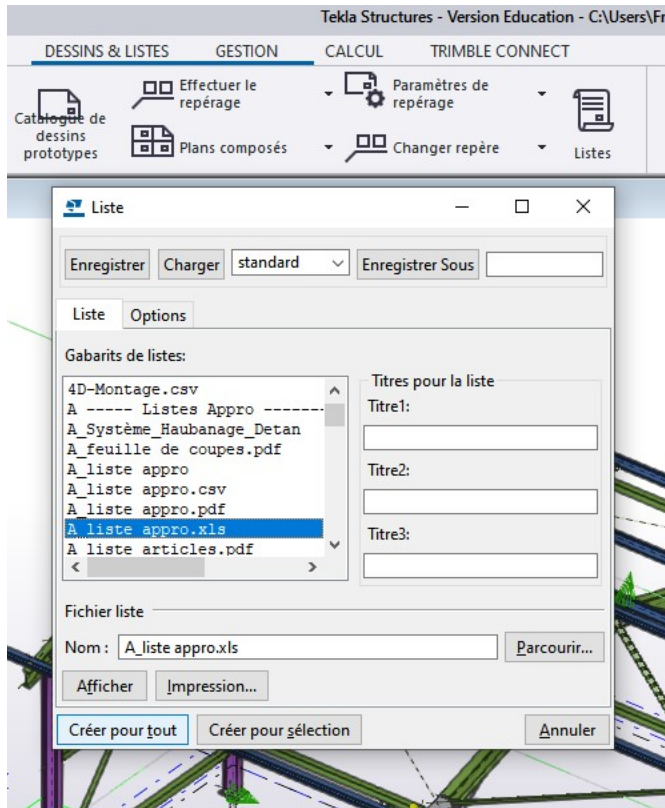 Tekla Structures - Version Education - C:\Users\Fr
DESSINS & LISTES GESTION CALCUL TRIMBLE CONNECT
Catalogue de dessins prototypes
Effectuer le repérage
Plans composés
Paramètres de repérage
Changer repère
Listes
Liste
Enregistrer Charger standard Enregistrer Sous
Liste Options
Gabarits de listes:
4D-Montage.csv
A ----- Listes Appro -------
A_Système_Haubanage_Detan
A_feuille de coupes.pdf
A_liste appro
A_liste appro.csv
A_liste appro.pdf
A_liste appro.xls
A_liste articles.pdf
Titres pour la liste
Titre1:
Titre2:
Titre3:
Fichier liste
Nom : A_liste appro.xls Parcourir...
Afficher Impression...
Créer pour tout Créer pour sélection Annuler